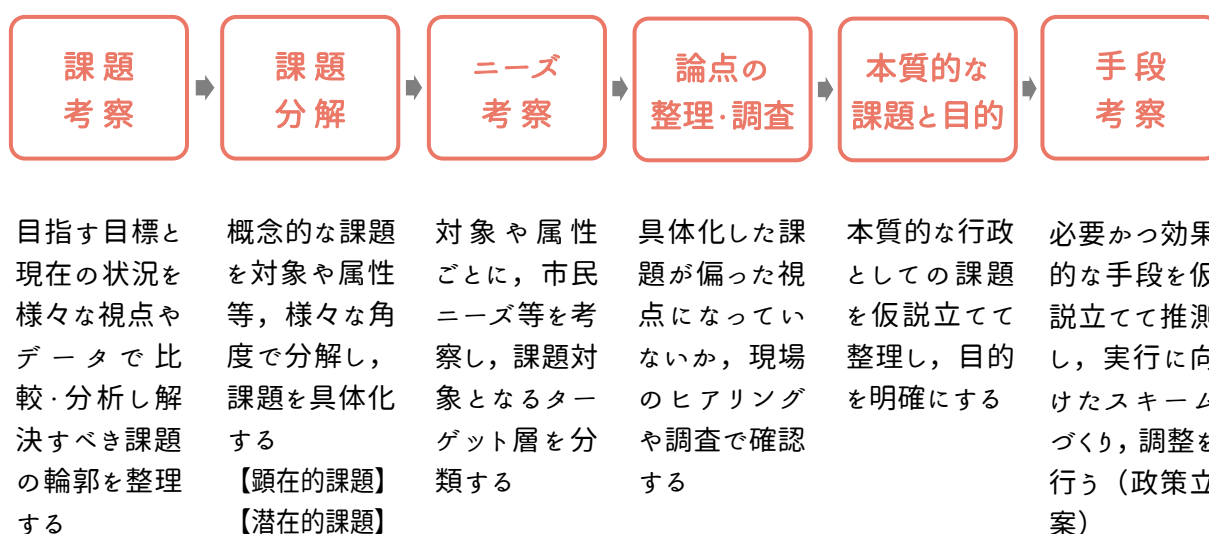 課題
考察
課題
分解
ニーズ
考察
論点の
整理・調査
本質的な
課題と目的
手段
考察
目指す目標と
現在の状況を
様々な視点や
データで比
較・分析し解
決すべき課題
の輪郭を整理
する
概念的な課題
を対象や属性
等，様々な角
度で分解し，
課題を具体化
する
【顕在的課題】
【潜在的課題】
対象や属性
ごとに，市民
ニーズ等を考
察し，課題対
象となるター
ゲット層を分
類する
具体化した課
題が偏った視
点になってい
ないか，現場
のヒアリング
や調査で確認
する
本質的な行政
としての課題
を仮説立てて
整理し，目的
を明確にする
必要かつ効果
的な手段を仮
説立てて推測
し，実行に向
けたスキーム
づくり，調整を
行う（政策立
案）